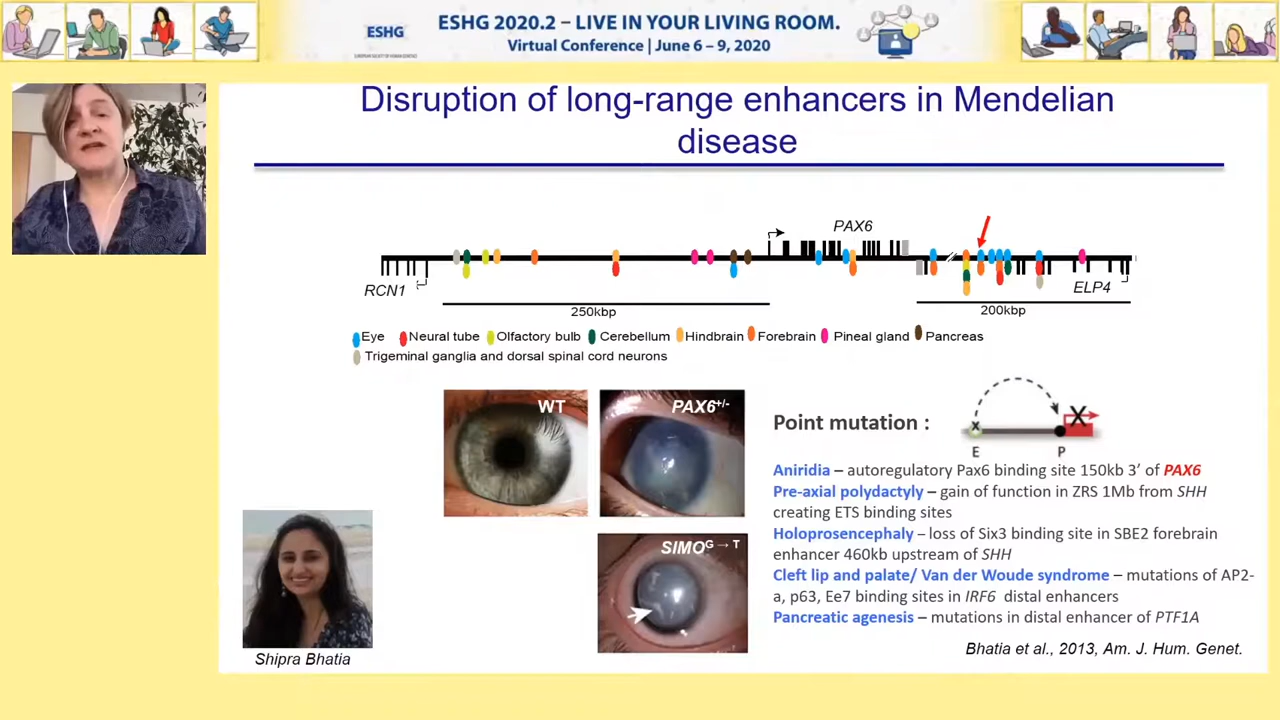 ESHG
ESHG 2020.2 – LIVE IN YOUR LIVING ROOM.
Virtual Conference | June 6 – 9, 2020
Disruption of long-range enhancers in Mendelian
disease
PAX6
RCN1
ELP4
250kbp
200kbp
Eye Neural tube Olfactory bulb Cerebellum Hindbrain Forebrain Pineal gland Pancreas
Trigeminal ganglia and dorsal spinal cord neurons
WT
PAX6+/-
SIMO G → T
Point mutation :
x
X
E P
Aniridia – autoregulatory Pax6 binding site 150kb 3’ of PAX6
Pre-axial polydactyly – gain of function in ZRS 1Mb from SHH
creating ETS binding sites
Holoprosencephaly – loss of Six3 binding site in SBE2 forebrain
enhancer 460kb upstream of SHH
Cleft lip and palate/ Van der Woude syndrome – mutations of AP2-
a, p63, Ee7 binding sites in IRF6 distal enhancers
Pancreatic agenesis – mutations in distal enhancer of PTF1A
Bhatia et al., 2013, Am. J. Hum. Genet.
Shipra Bhatia